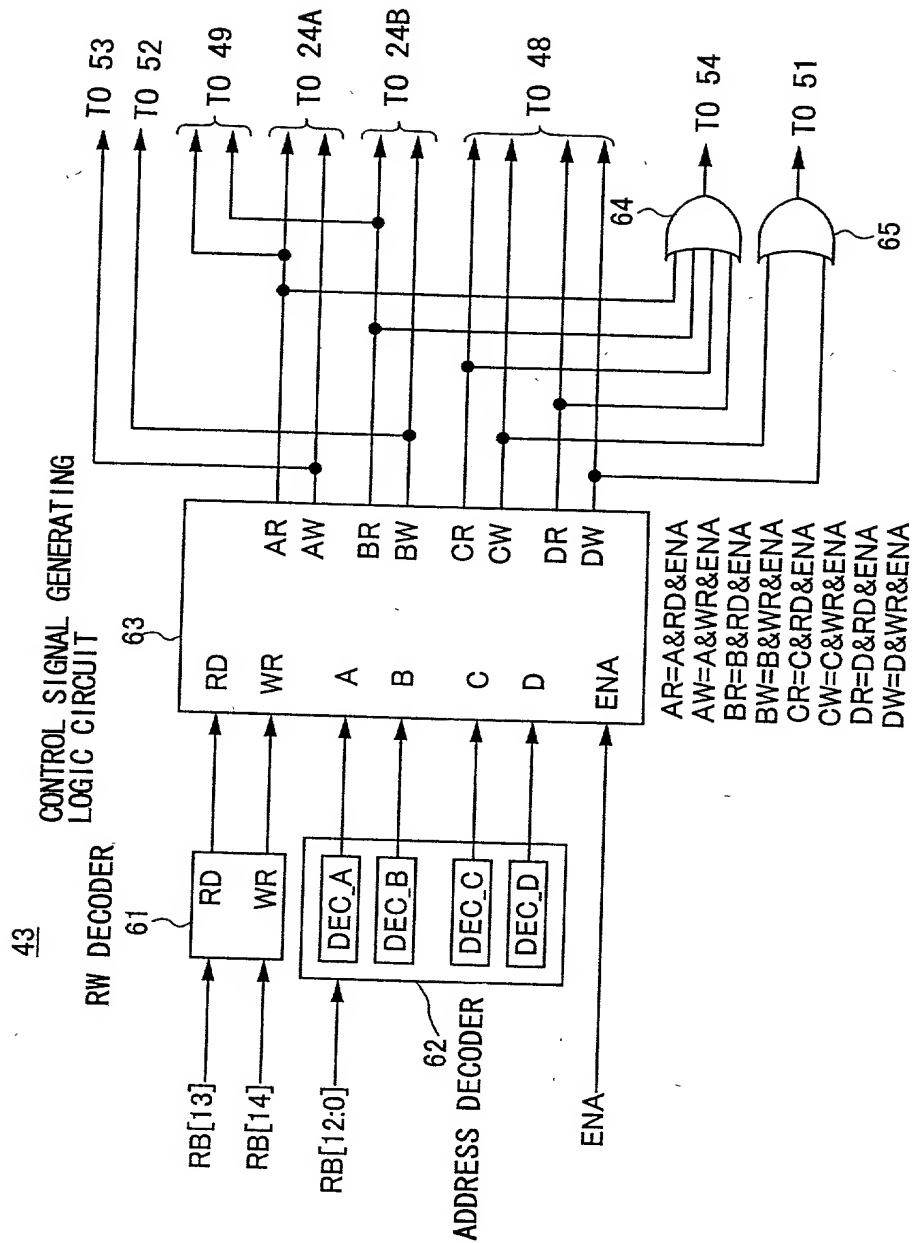 43
RW DECODER
61
RB[13]
RB[14]
RD
WR
RB[12:0]
DEC_A
DEC_B
DEC_C
DEC_D
62
ADDRESS DECODER
ENA
CONTROL SIGNAL GENERATING
LOGIC CIRCUIT
63
RD
WR
A
B
C
D
ENA
AR
AW
BR
BW
CR
CW
DR
DW
TO 53
TO 52
TO 49
TO 24A
TO 24B
TO 48
64
TO 54
65
TO 51
AR=A&RD&ENA
AW=A&WR&ENA
BR=B&RD&ENA
BW=B&WR&ENA
CR=C&RD&ENA
CW=C&WR&ENA
DR=D&RD&ENA
DW=D&WR&ENA